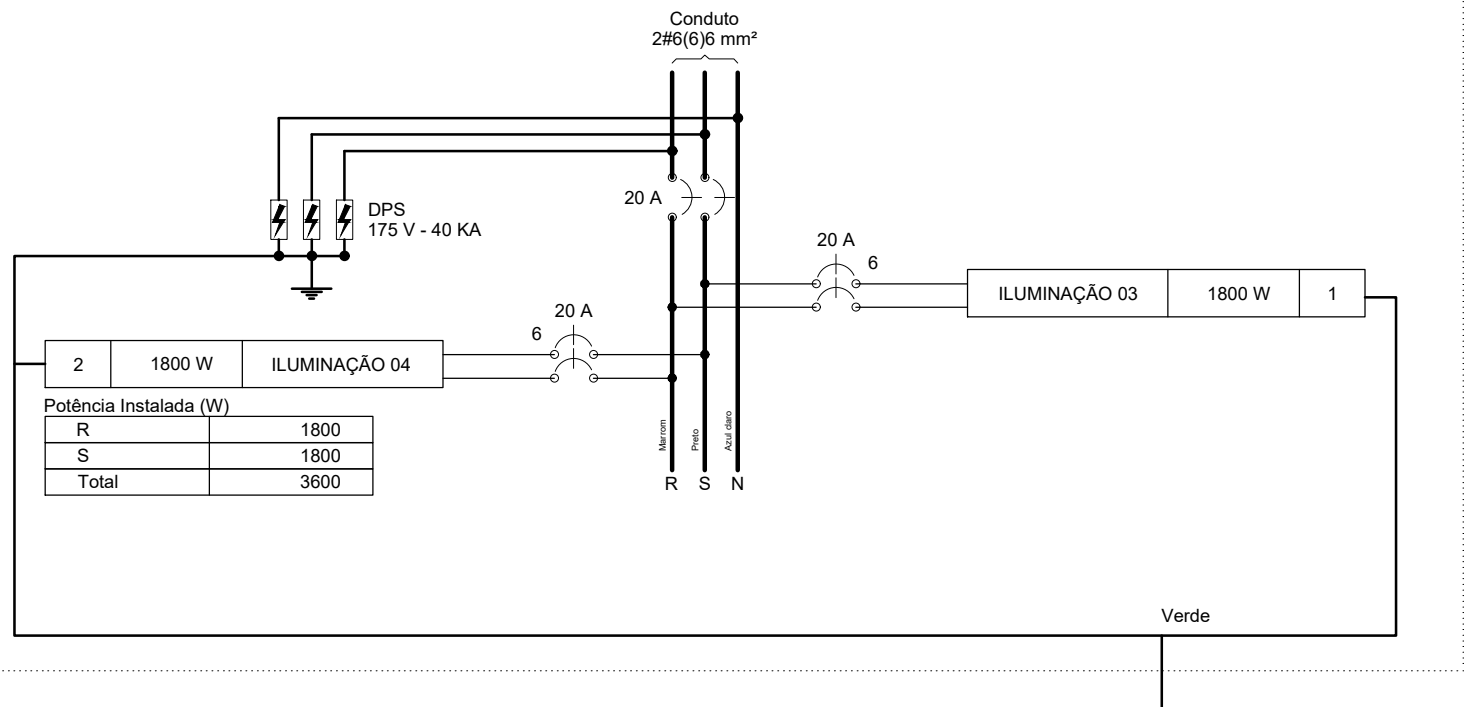 Conduto
2#6(6)6 mm²
20 A
DPS
175 V - 40 KA
20 A
6
ILUMINAÇÃO 03 1800 W 1
20 A
6
2 1800 W ILUMINAÇÃO 04
Potência Instalada (W)
R 1800
S 1800
Total 3600
Marrom
Preto
Azul claro
R S N
Verde